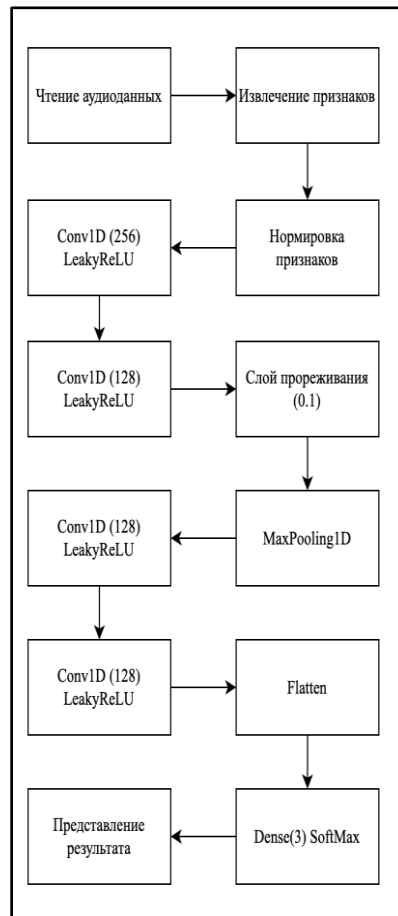 Чтение аудиоданных
Извлечение признаков
Нормировка
признаков
Conv1D (256)
LeakyReLU
Conv1D (128)
LeakyReLU
Слой прореживания
(0.1)
MaxPooling1D
Conv1D (128)
LeakyReLU
Conv1D (128)
LeakyReLU
Flatten
Dense(3) SoftMax
Представление
результата